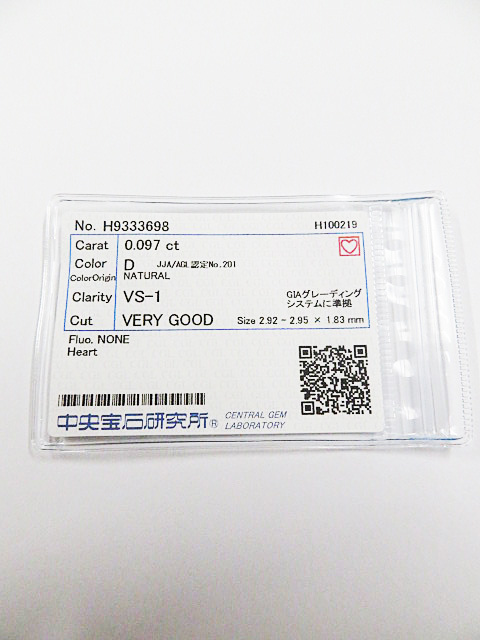 No. H9333698 H100219
Carat 0.097 ct
Color D JJA/AGL認定No.201
ColorOrigin NATURAL
Clarity VS-1 GIAグレーディング
システムに準拠
Cut VERY GOOD Size 2.92 ~ 2.95 × 1.83 mm
Fluo. NONE
Heart
中央宝石研究所® CENTRAL GEM
LABORATORY